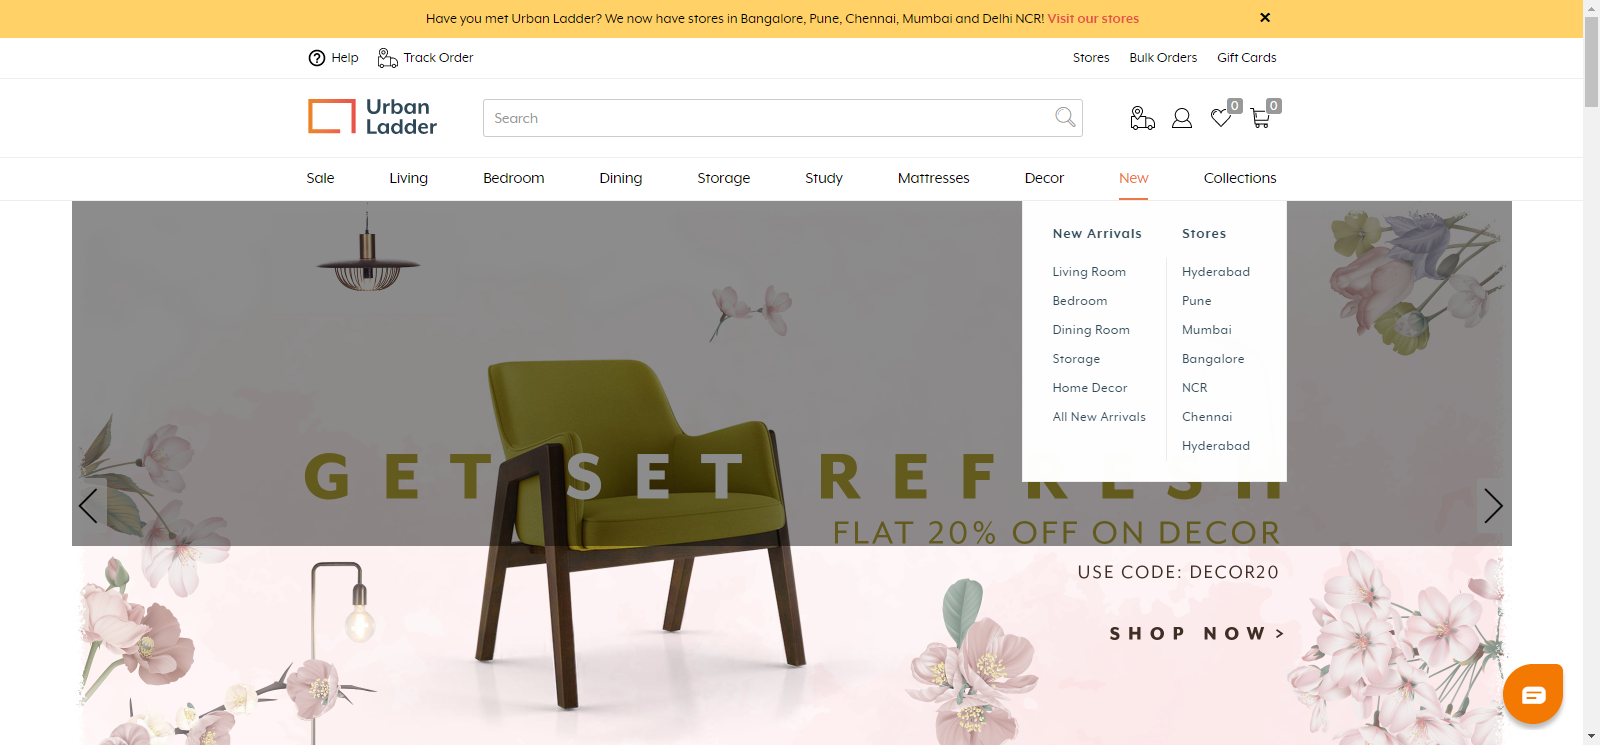 Have you met Urban Ladder? We now have stores in Bangalore, Pune, Chennai, Mumbai and Delhi NCR! Visit our stores
Help
Track Order
Stores
Bulk Orders
Gift Cards
Urban
Ladder
Search
0
0
Sale
Living
Bedroom
Dining
Storage
Study
Mattresses
Decor
New
Collections
New Arrivals
Living Room
Bedroom
Dining Room
Storage
Home Decor
All New Arrivals
Stores
Hyderabad
Pune
Mumbai
Bangalore
NCR
Chennai
Hyderabad
GET SET REFRESH
FLAT 20% OFF ON DECOR
USE CODE: DECOR20
SHOP NOW >